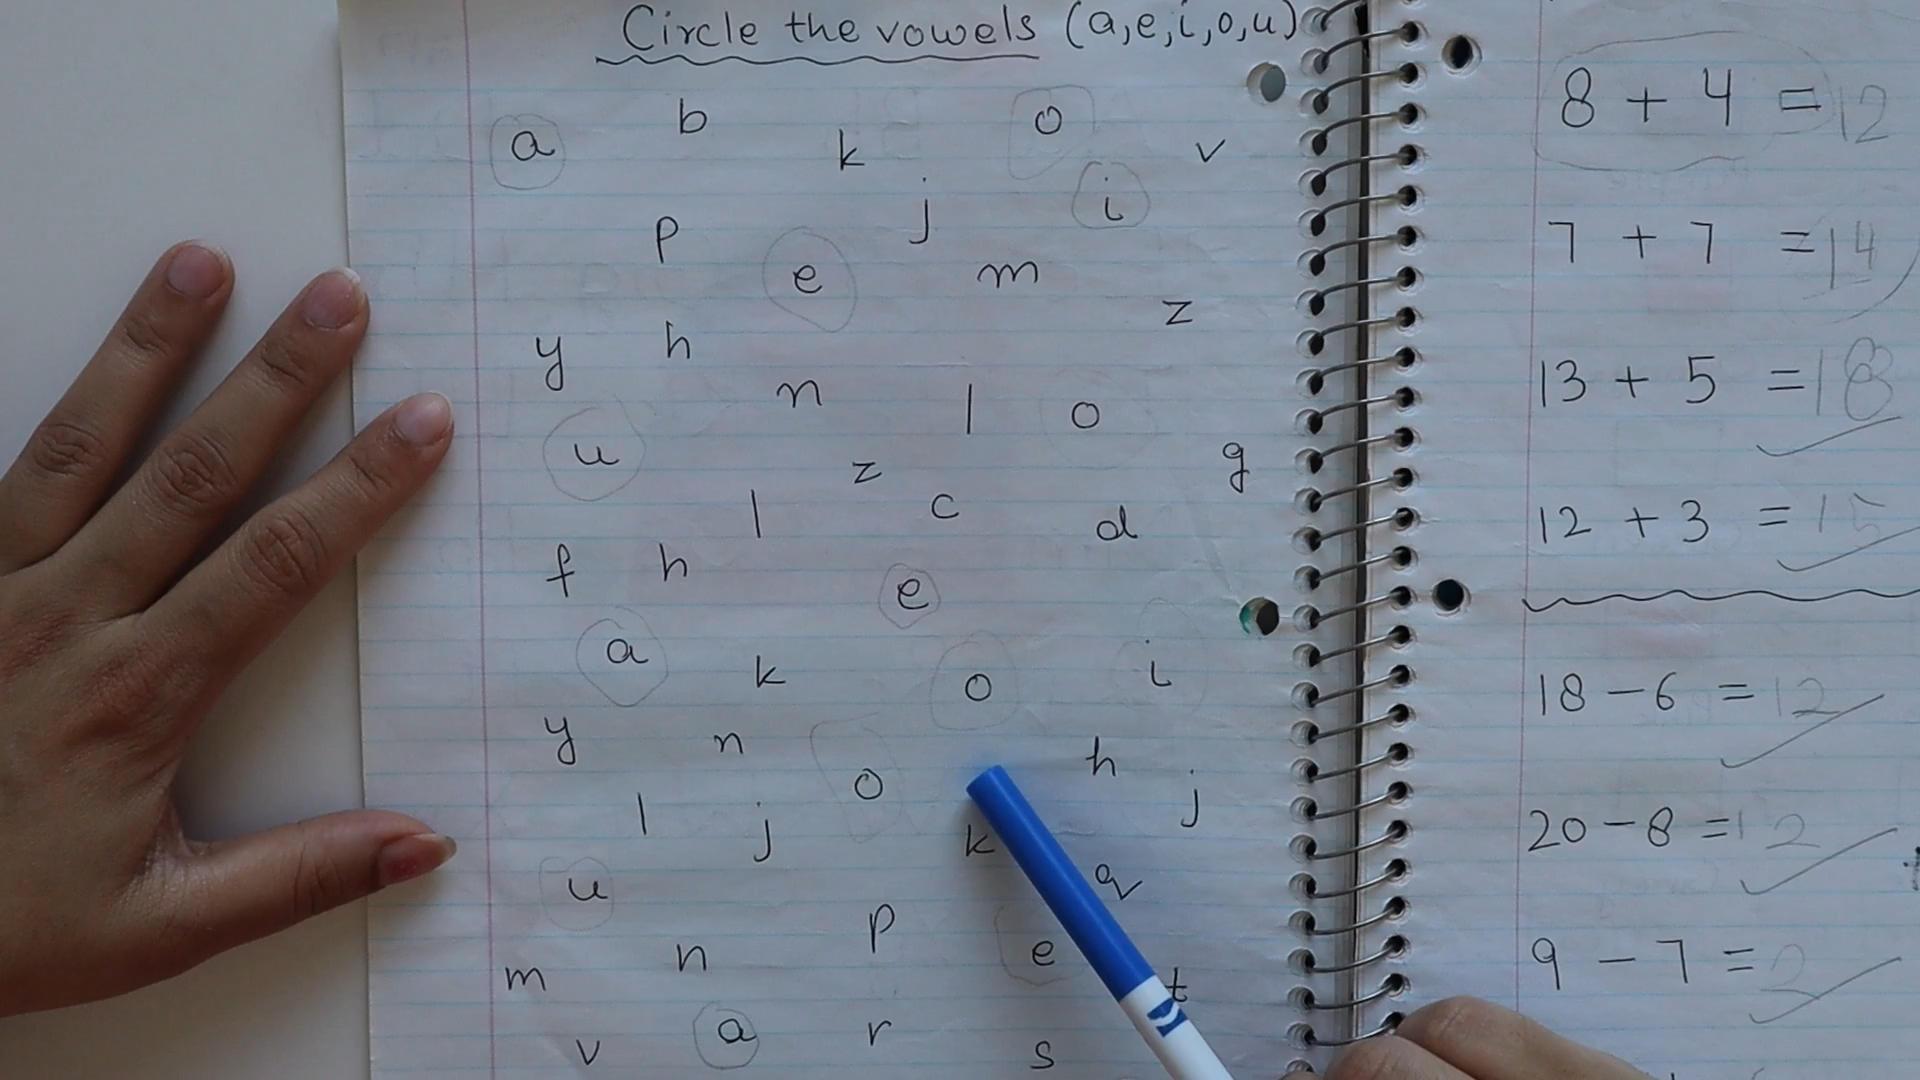 Circle the vowels (a,e,i,o,u)
a b k o v
p j i
e m z
y h n l o
u z g
l c d
f h e
a k o i
y n o h j
l j k
u p q
m n e t
v a r s
8 + 4 = 12
7 + 7 = 14
13 + 5 = 18
12 + 3 = 15
18 - 6 = 12
20 - 8 = 12
9 - 7 = 2